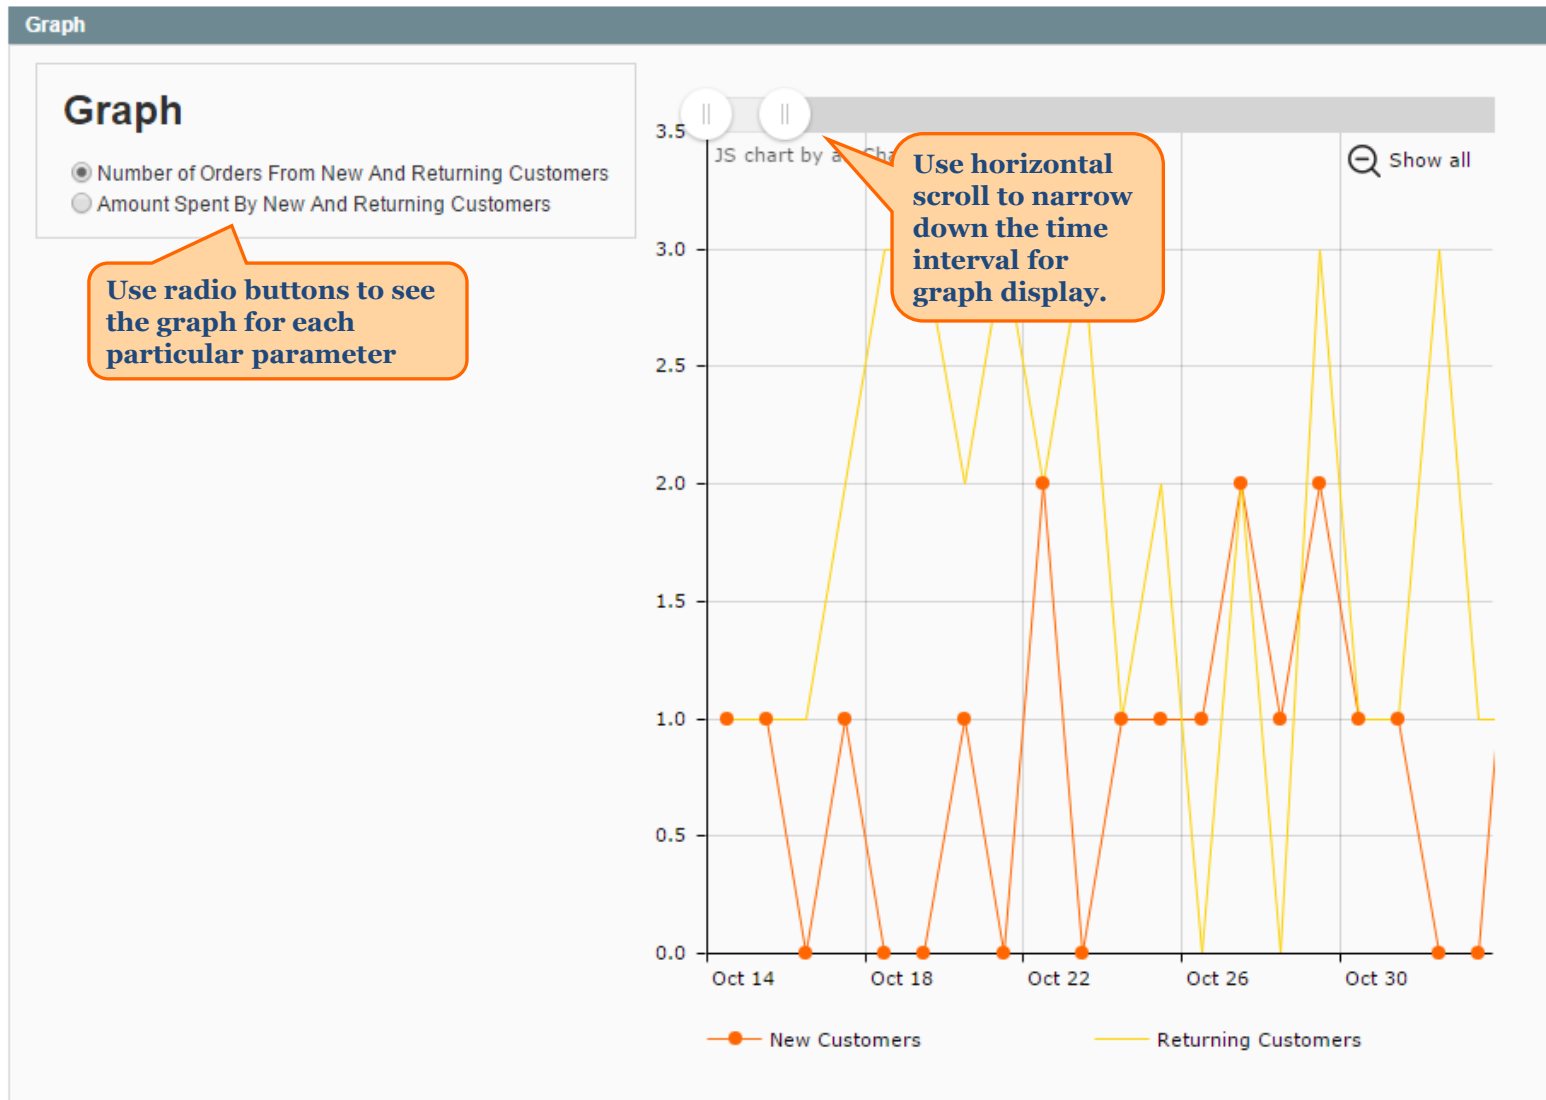 Graph
Graph
Number of Orders From New And Returning Customers
Amount Spent By New And Returning Customers
Use radio buttons to see
the graph for each
particular parameter
JS chart by
Use horizontal
scroll to narrow
down the time
interval for
graph display.
Show all
3.5
3.0
2.5
2.0
1.5
1.0
0.5
0.0
Oct 14 Oct 18 Oct 22 Oct 26 Oct 30
New Customers Returning Customers